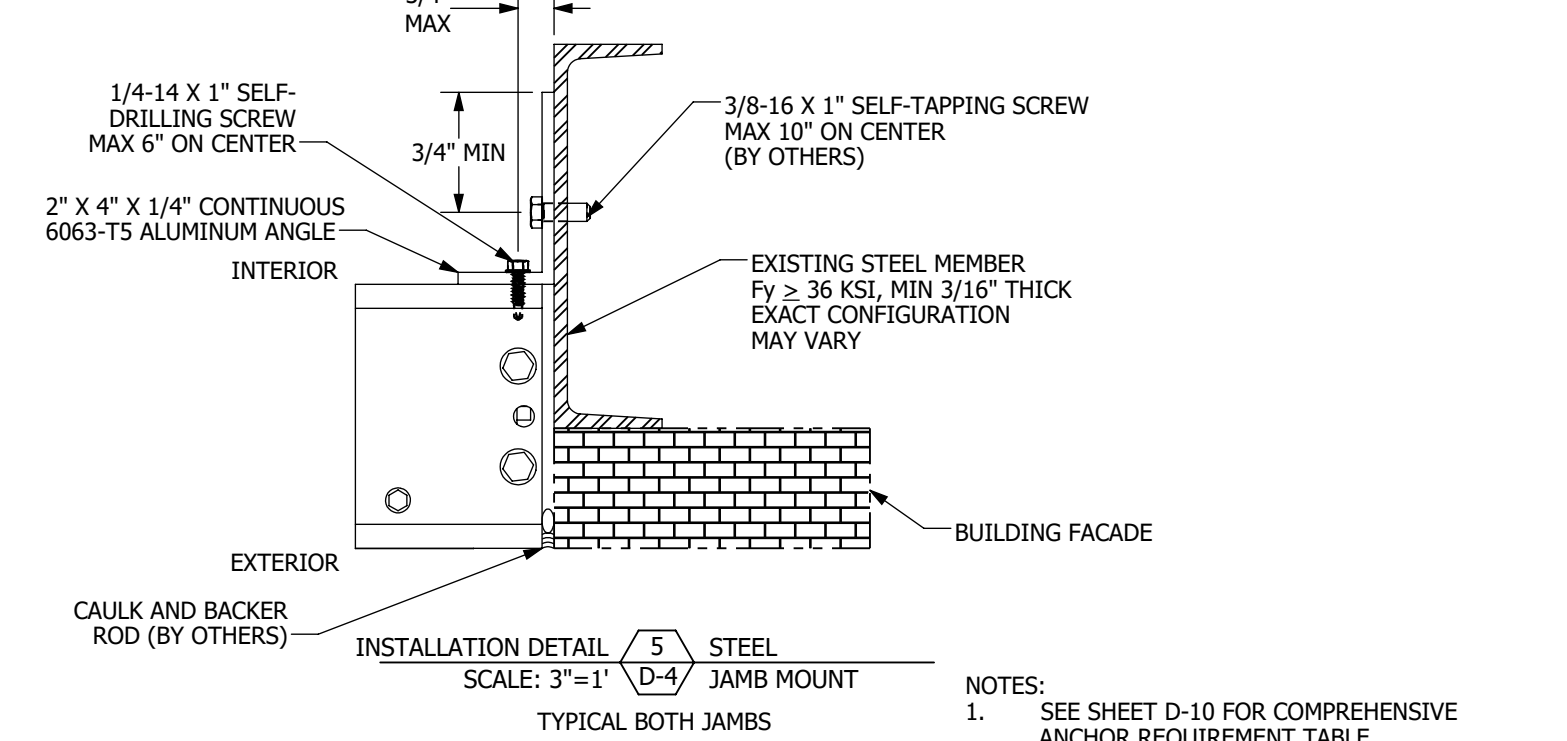 MAX
1/4-14 X 1" SELF-
DRILLING SCREW
MAX 6" ON CENTER
3/4" MIN
3/8-16 X 1" SELF-TAPPING SCREW
MAX 10" ON CENTER
(BY OTHERS)
2" X 4" X 1/4" CONTINUOUS
6063-T5 ALUMINUM ANGLE
INTERIOR
EXISTING STEEL MEMBER
Fy ≥ 36 KSI, MIN 3/16" THICK
EXACT CONFIGURATION
MAY VARY
BUILDING FACADE
EXTERIOR
CAULK AND BACKER
ROD (BY OTHERS)
INSTALLATION DETAIL 5 STEEL
SCALE: 3"=1' D-4 JAMB MOUNT
TYPICAL BOTH JAMBS
NOTES:
1. SEE SHEET D-10 FOR COMPREHENSIVE
ANCHOR REQUIREMENT TABLE